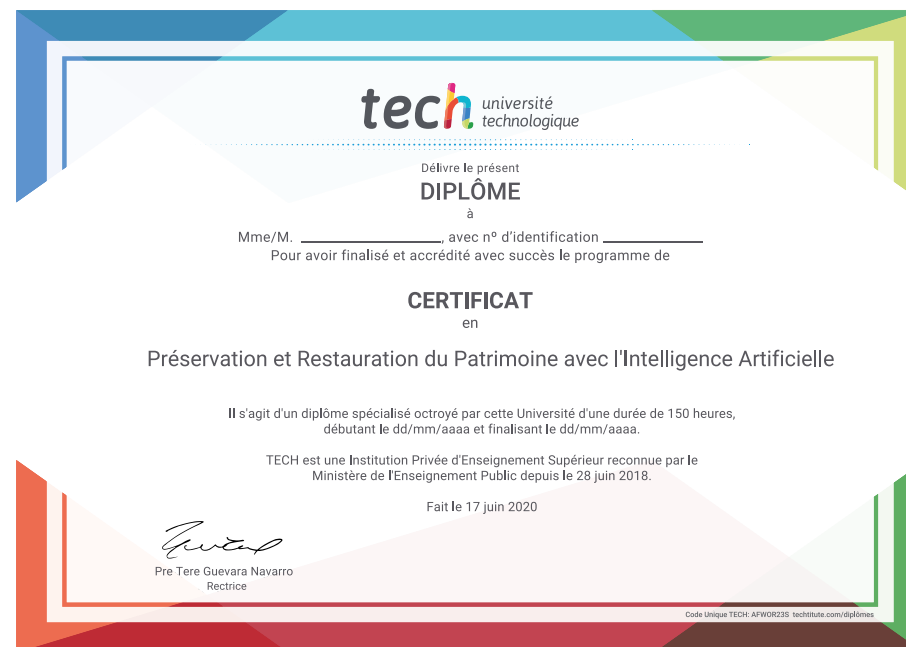 tech université
technologique
Délivre le présent
DIPLÔME
à
Mme/M. ____________________, avec nº d'identification ______________
Pour avoir finalisé et accrédité avec succès le programme de
CERTIFICAT
en
Préservation et Restauration du Patrimoine avec l'Intelligence Artificielle
Il s'agit d'un diplôme spécialisé octroyé par cette Université d'une durée de 150 heures,
débutant le dd/mm/aaaa et finalisant le dd/mm/aaaa.
TECH est une Institution Privée d'Enseignement Supérieur reconnue par le
Ministère de l'Enseignement Public depuis le 28 juin 2018.
Fait le 17 juin 2020
Pre Tere Guevara Navarro
Rectrice
Code Unique TECH: AFWOR23S techtitute.com/diplômes